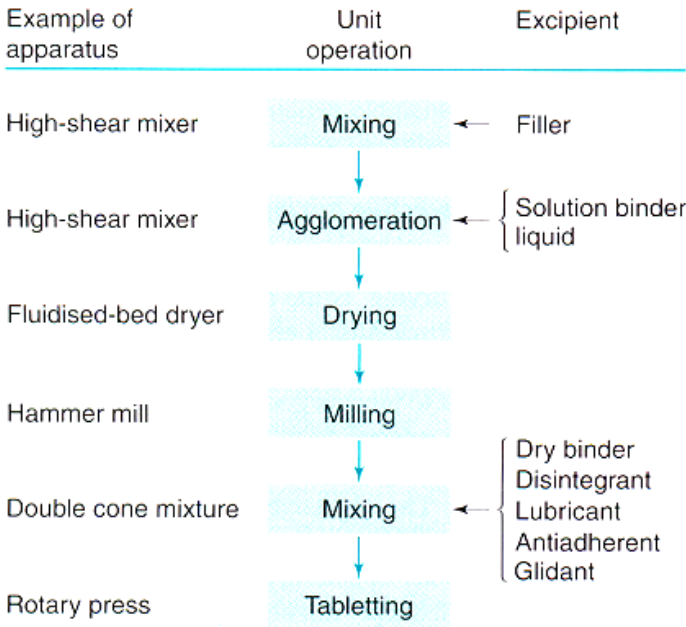 Example of apparatus
Unit operation
Excipient
High-shear mixer
Mixing
Filler
High-shear mixer
Agglomeration
Solution binder
liquid
Fluidised-bed dryer
Drying
Hammer mill
Milling
Double cone mixture
Mixing
Dry binder
Disintegrant
Lubricant
Antiadherent
Glidant
Rotary press
Tabletting